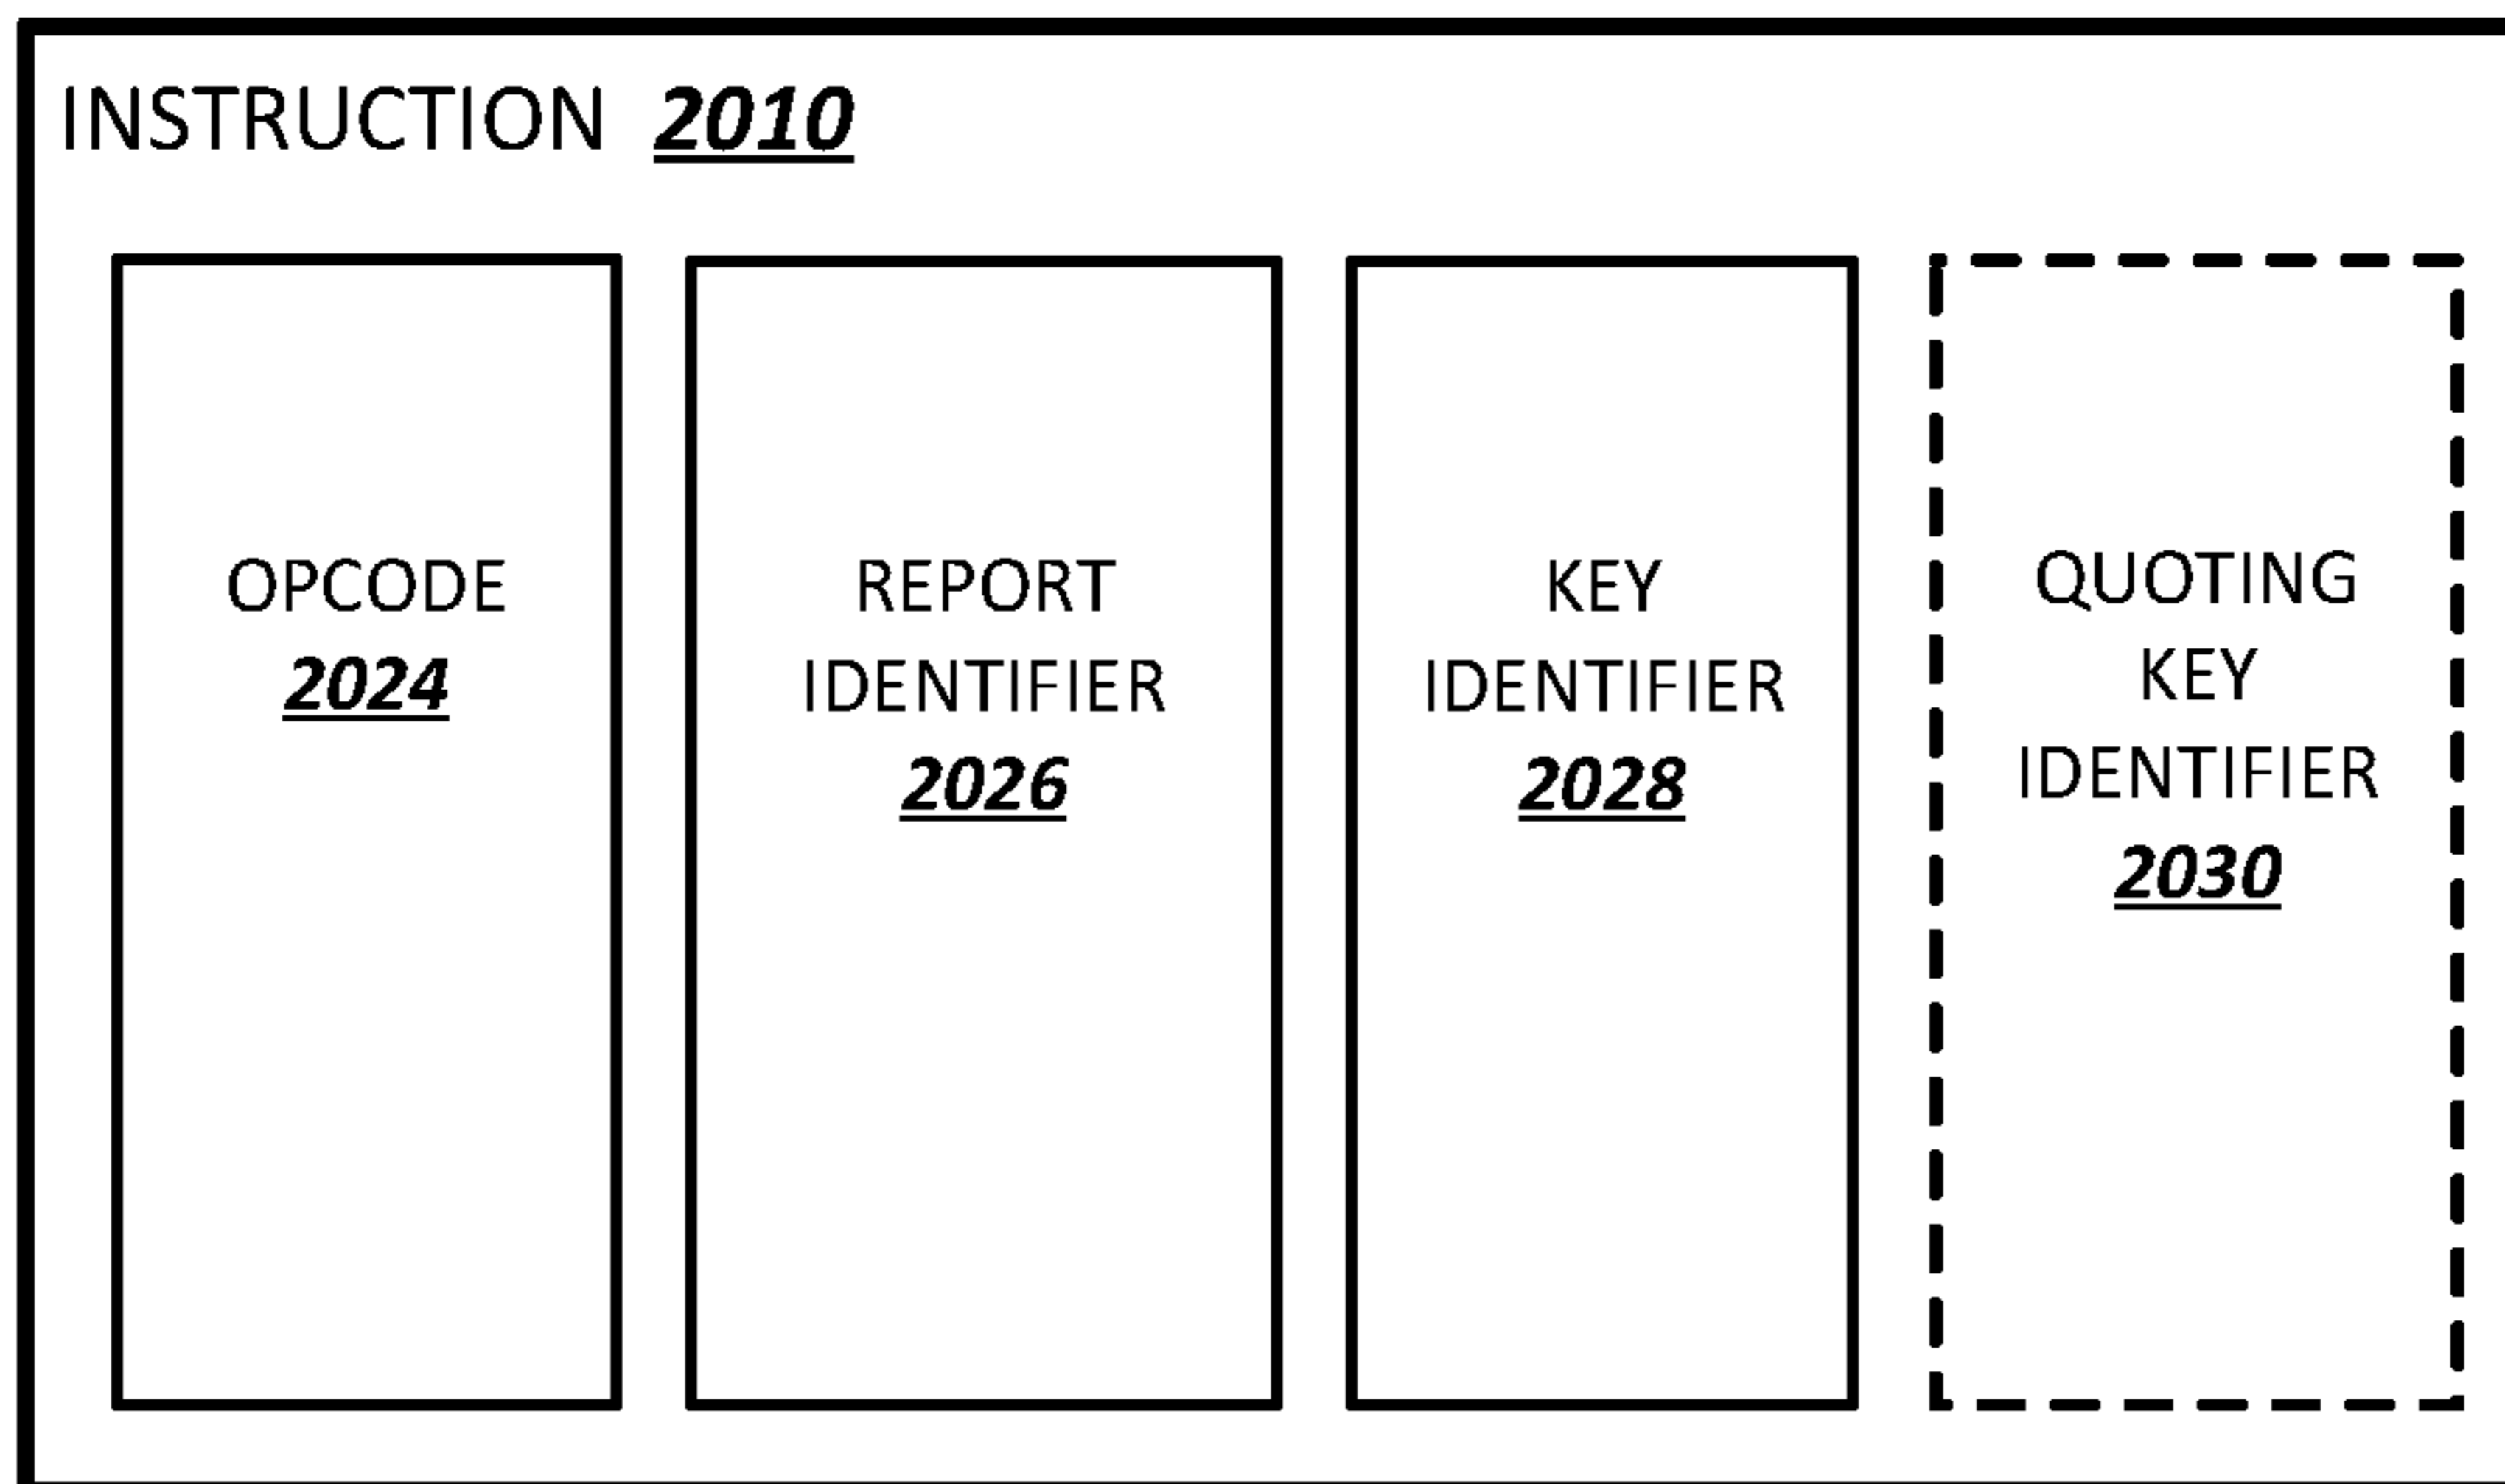 INSTRUCTION 2010
OPCODE
2024
REPORT
IDENTIFIER
2026
KEY
IDENTIFIER
2028
QUOTING
KEY
IDENTIFIER
2030